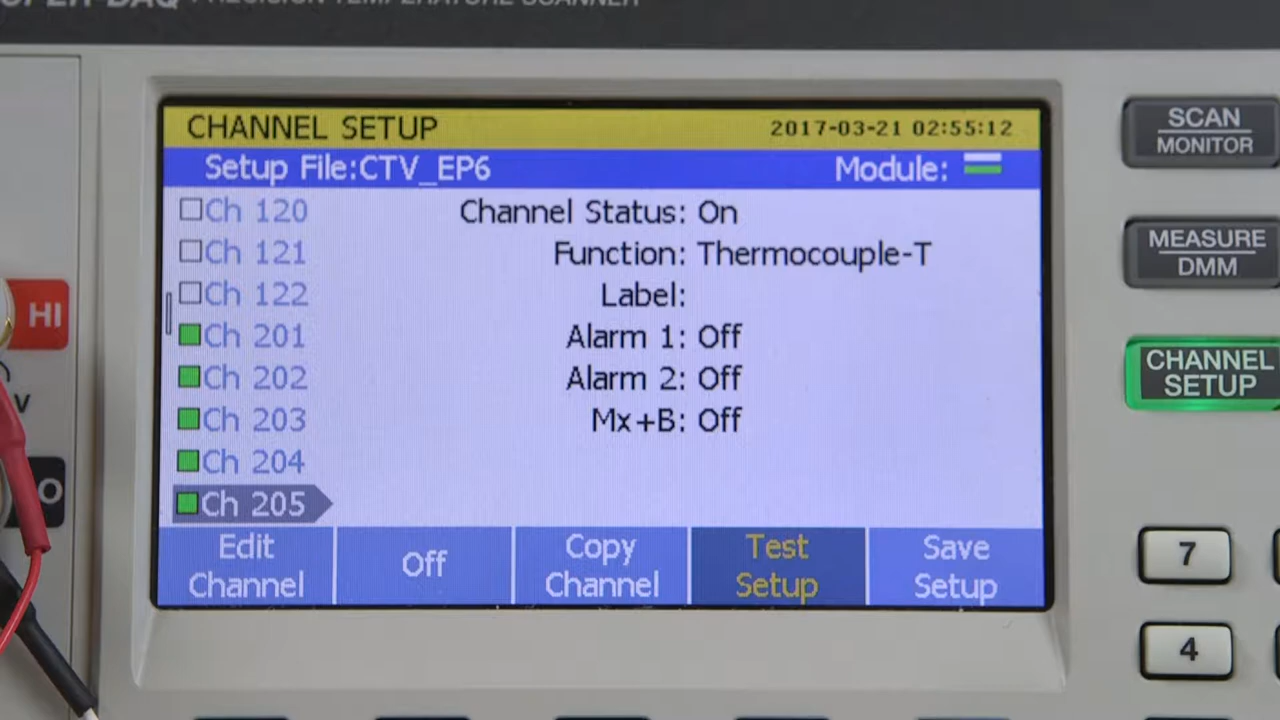 PRECISION TEMPERATURE SCANNER
CHANNEL SETUP 2017-03-21 02:55:12
Setup File:CTV_EP6 Module:
Ch 120 Channel Status: On
Ch 121 Function: Thermocouple-T
Ch 122 Label:
Ch 201 Alarm 1: Off
Ch 202 Alarm 2: Off
Ch 203 Mx+B: Off
Ch 204
Ch 205
Edit Channel
Off
Copy Channel
Test Setup
Save Setup
SCAN
MONITOR
MEASURE
DMM
CHANNEL
SETUP
7
4
HI
V